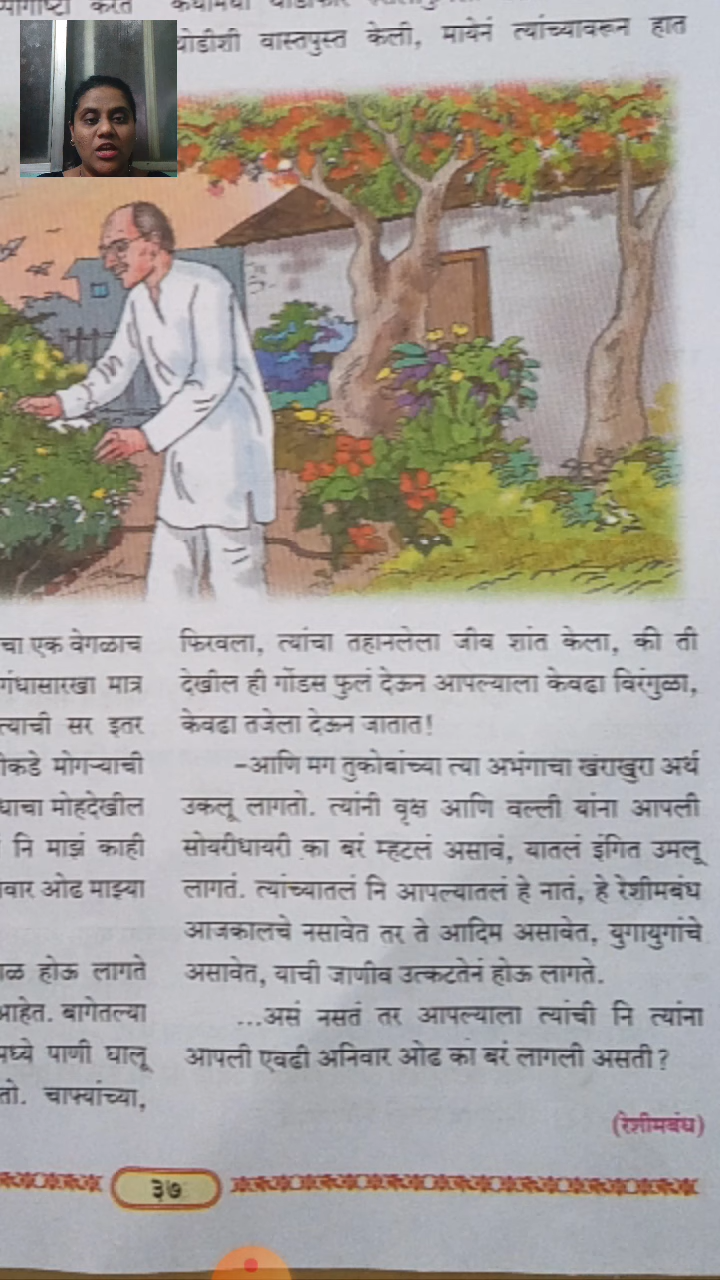 करत
थोडीशी वास्तपुस्त केली, मायेनं त्यांच्यावरून हात
चा एक वेगळाच
गंधासारखा मात्र
त्याची सर इतर
कडे मोगऱ्याची
धाचा मोहदेखील
नि माझं काही
वार ओढ माझ्या
होऊ लागते
आहेत. बागेतल्या
मध्ये पाणी घालू
तो. चाफ्यांच्या,
फिरवला, त्यांचा तहानलेला जीव शांत केला, की ती
देखील ही गोंडस फुलं देऊन आपल्याला केवढा विरंगुळा,
केवढा तजेला देऊन जातात!
-आणि मग तुकोबांच्या त्या अभंगाचा खराखुरा अर्थ
उकलू लागतो. त्यांनी वृक्ष आणि वल्ली यांना आपली
सोयरीधायरी का बरं म्हटलं असावं, यातलं इंगित उमलू
लागतं. त्यांच्यातलं नि आपल्यातलं हे नातं, हे रेशीमबंध
आजकालचे नसावेत तर ते आदिम असावेत, युगायुगांचे
असावेत, याची जाणीव उत्कटतेनं होऊ लागते.
...असं नसतं तर आपल्याला त्यांची नि त्यांना
आपली एवढी अनिवार ओढ का बरं लागली असती?
(रेशीमबंध)
३७